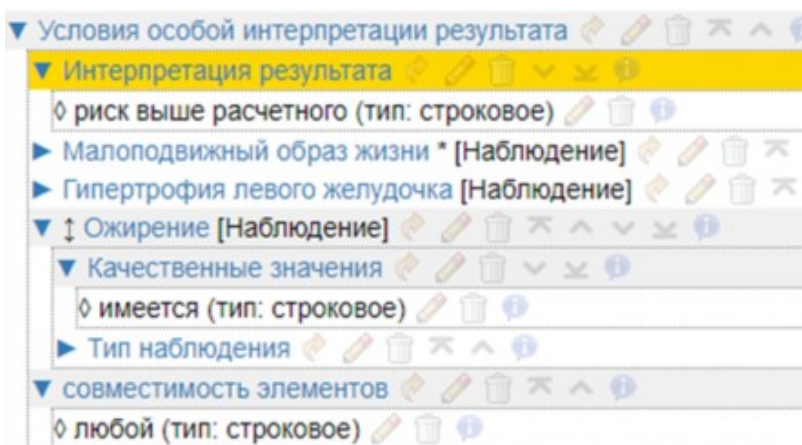 Условия особой интерпретации результата
Интерпретация результата
риск выше расчетного (тип: строковое)
Малоподвижный образ жизни * [Наблюдение]
Гипертрофия левого желудочка [Наблюдение]
Ожирение [Наблюдение]
Качественные значения
имеется (тип: строковое)
Тип наблюдения
совместимость элементов
любой (тип: строковое)